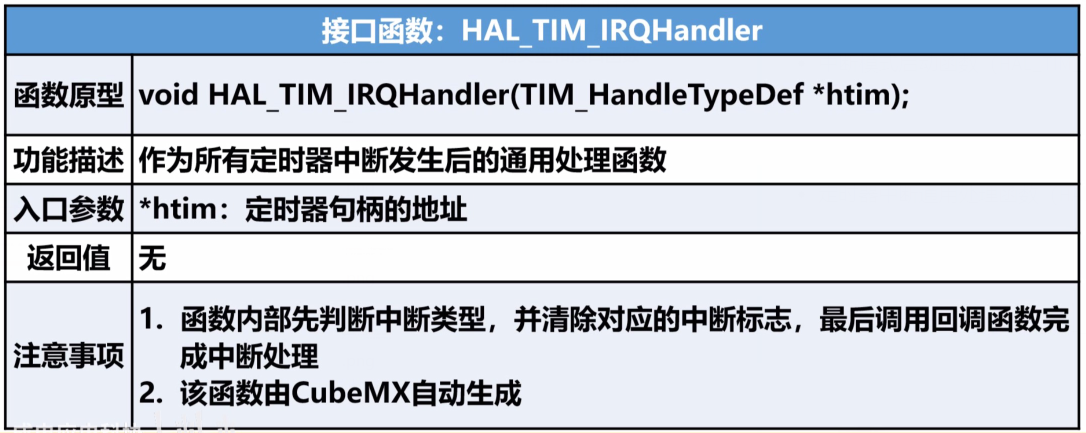 接口函数：HAL_TIM_IRQHandler
函数原型 void HAL_TIM_IRQHandler(TIM_HandleTypeDef *htim);
功能描述 作为所有定时器中断发生后的通用处理函数
入口参数 *htim：定时器句柄的地址
返回值 无
注意事项
1. 函数内部先判断中断类型，并清除对应的中断标志，最后调用回调函数完
成中断处理
2. 该函数由CubeMX自动生成